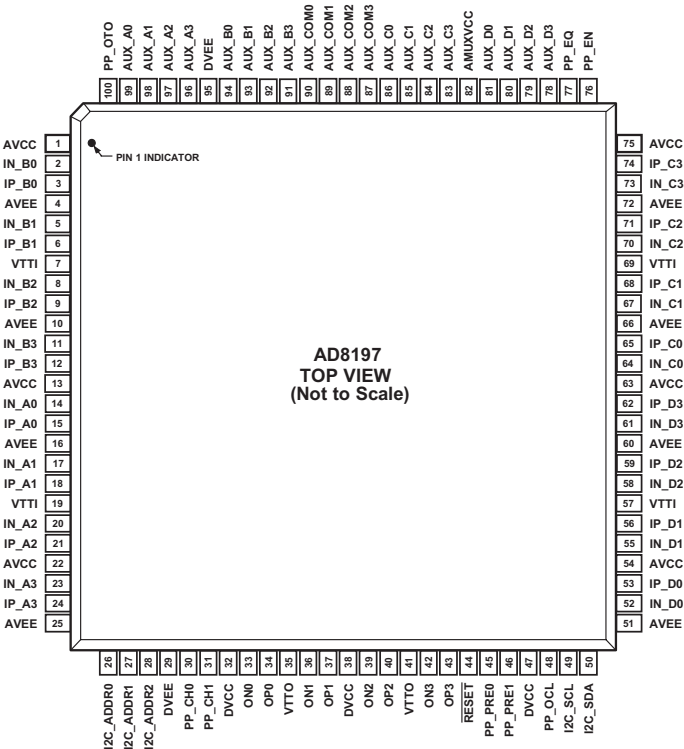 PP_OTO
AUX_A0
AUX_A1
AUX_A2
AUX_A3
DVEE
AUX_B0
AUX_B1
AUX_B2
AUX_B3
AUX_COM0
AUX_COM1
AUX_COM2
AUX_COM3
AUX_C0
AUX_C1
AUX_C2
AUX_C3
AMUXVCC
AUX_D0
AUX_D1
AUX_D2
AUX_D3
PP_EQ
PP_EN
100 99 98 97 96 95 94 93 92 91 90 89 88 87 86 85 84 83 82 81 80 79 78 77 76
AVCC 1
IN_B0 2
IP_B0 3
AVEE 4
IN_B1 5
IP_B1 6
VTTI 7
IN_B2 8
IP_B2 9
AVEE 10
IN_B3 11
IP_B3 12
AVCC 13
IN_A0 14
IP_A0 15
AVEE 16
IN_A1 17
IP_A1 18
VTTI 19
IN_A2 20
IP_A2 21
AVCC 22
IN_A3 23
IP_A3 24
AVEE 25
PIN 1 INDICATOR
AD8197
TOP VIEW
(Not to Scale)
75 AVCC
74 IP_C3
73 IN_C3
72 AVEE
71 IP_C2
70 IN_C2
69 VTTI
68 IP_C1
67 IN_C1
66 AVEE
65 IP_C0
64 IN_C0
63 AVCC
62 IP_D3
61 IN_D3
60 AVEE
59 IP_D2
58 IN_D2
57 VTTI
56 IP_D1
55 IN_D1
54 AVCC
53 IP_D0
52 IN_D0
51 AVEE
26 27 28 29 30 31 32 33 34 35 36 37 38 39 40 41 42 43 44 45 46 47 48 49 50
I2C_ADDR0
I2C_ADDR1
I2C_ADDR2
DVEE
PP_CH0
PP_CH1
DVCC
ON0
OP0
VTTO
ON1
OP1
DVCC
ON2
OP2
VTTO
ON3
OP3
RESET
PP_PRE0
PP_PRE1
DVCC
PP_OCL
I2C_SCL
I2C_SDA